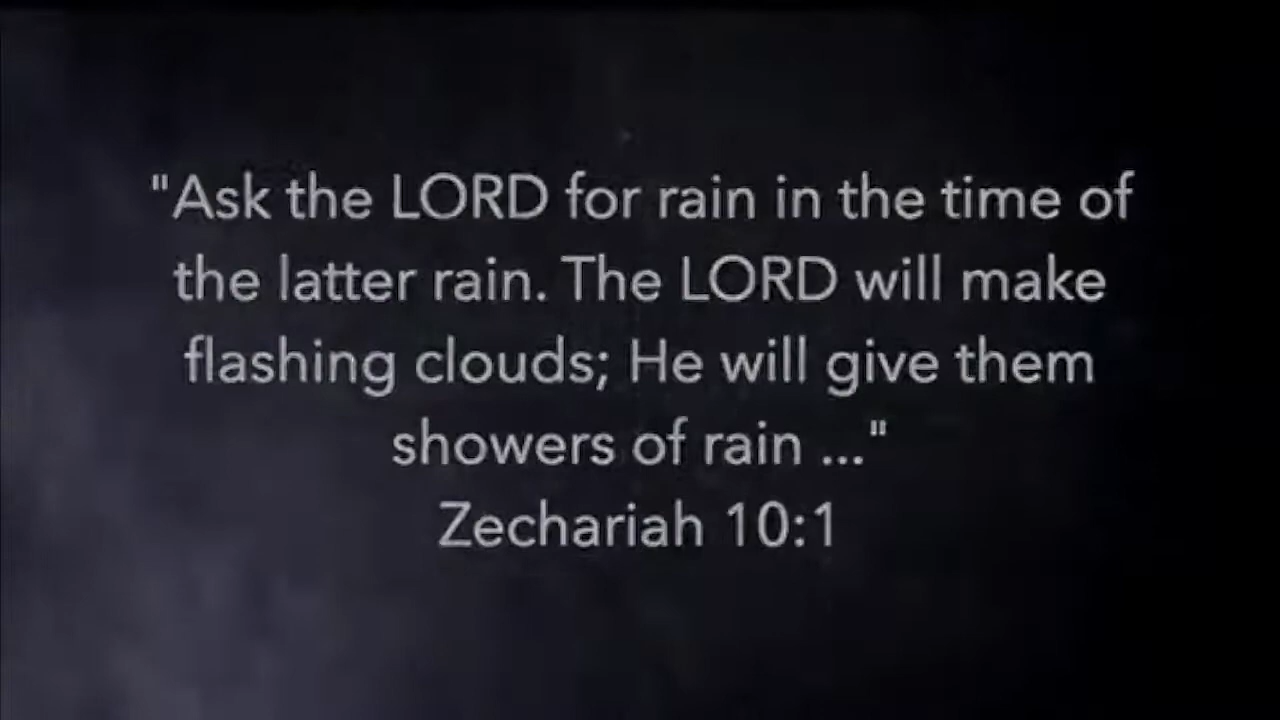 "Ask the LORD for rain in the time of
the latter rain. The LORD will make
flashing clouds; He will give them
showers of rain ..."
Zechariah 10:1